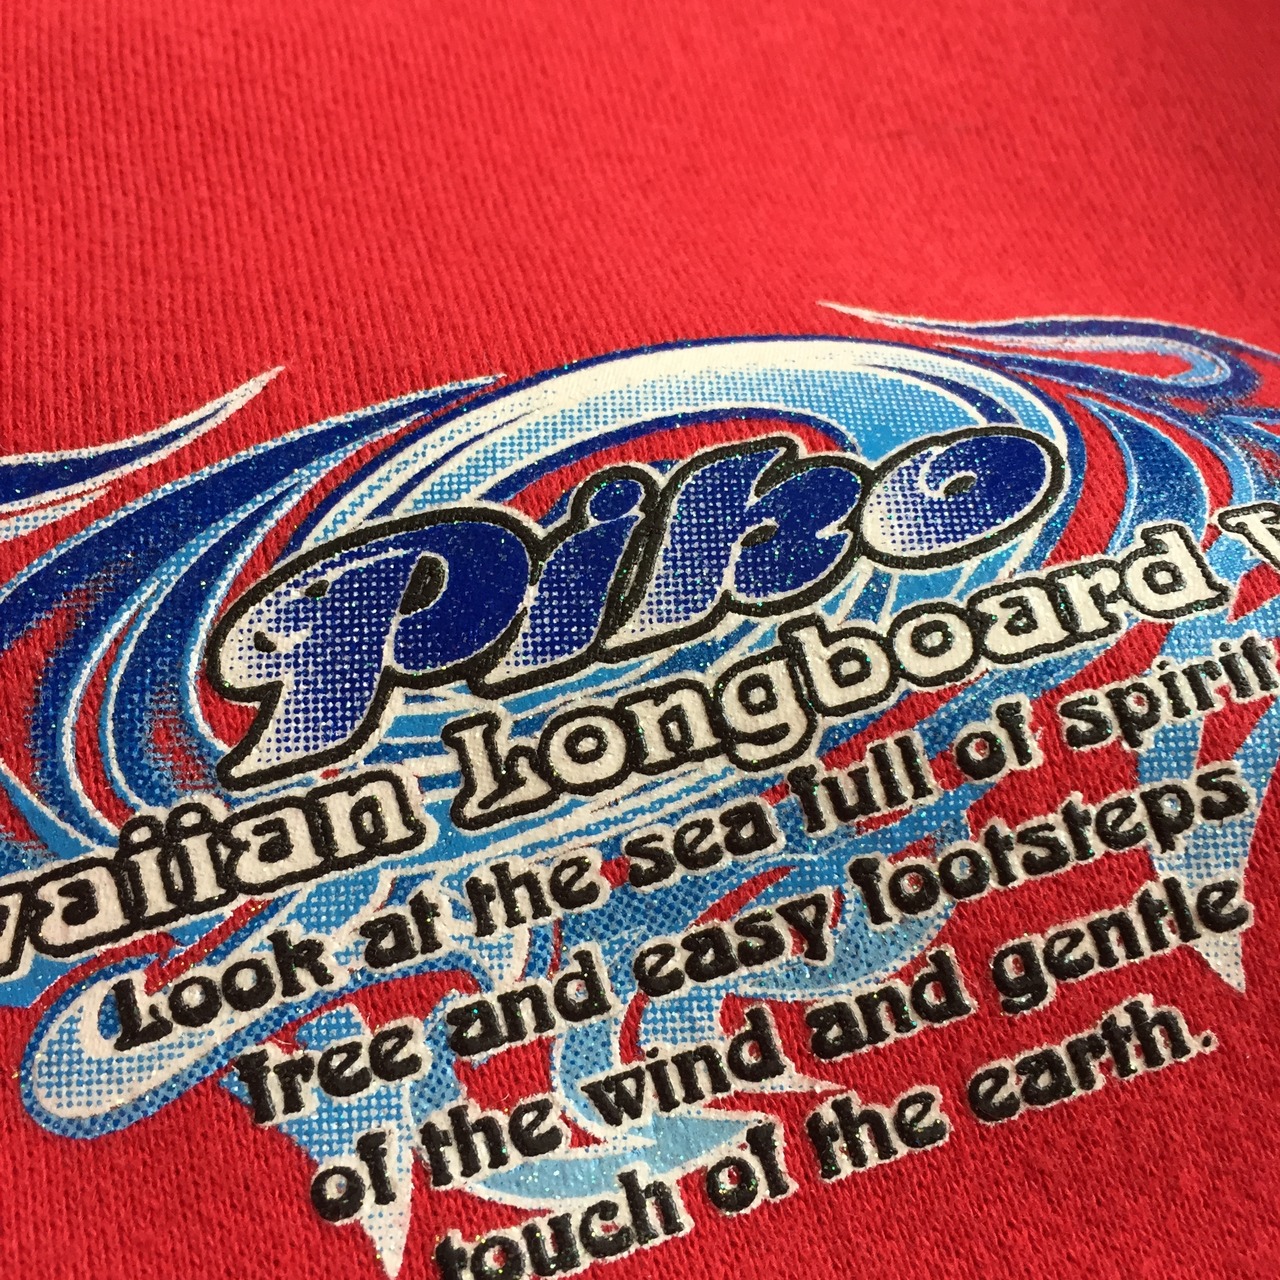 Piko
vaiian Longboard
Look at the sea full of spirit
free and easy footsteps
of the wind and gentle
touch of the earth.